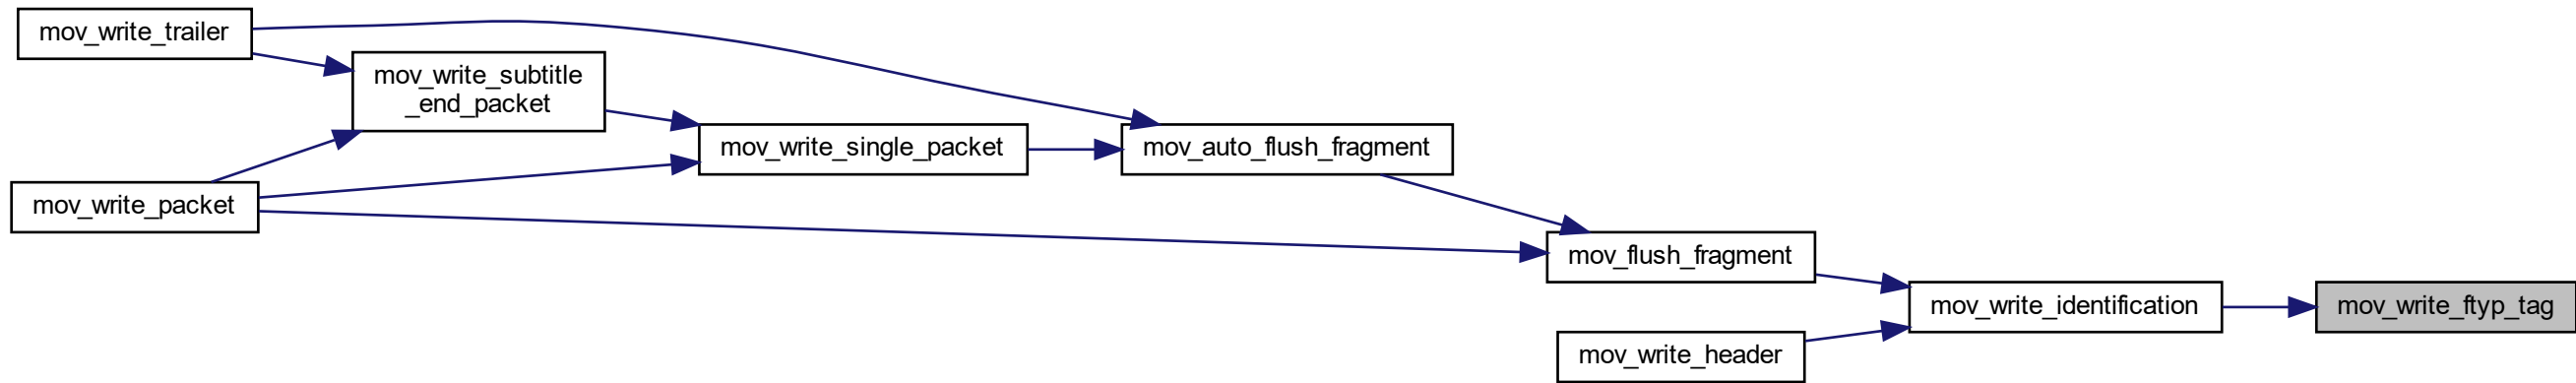 mov_write_trailer
mov_write_subtitle
_end_packet
mov_write_single_packet
mov_auto_flush_fragment
mov_write_packet
mov_flush_fragment
mov_write_identification
mov_write_ftyp_tag
mov_write_header